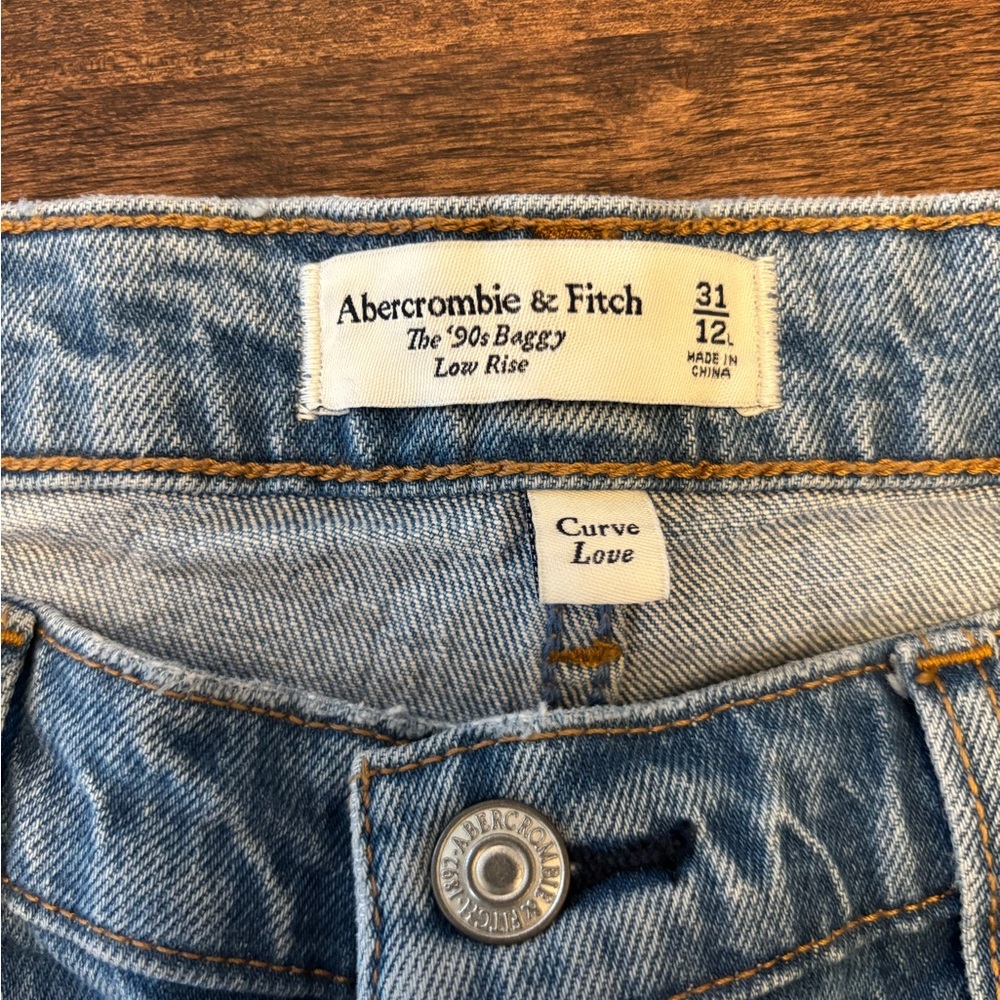 Abercrombie & Fitch
The '90s Baggy
Low Rise
31
12L
MADE IN
CHINA
Curve
Love
1892-ABERCROMBIE & FITCH-